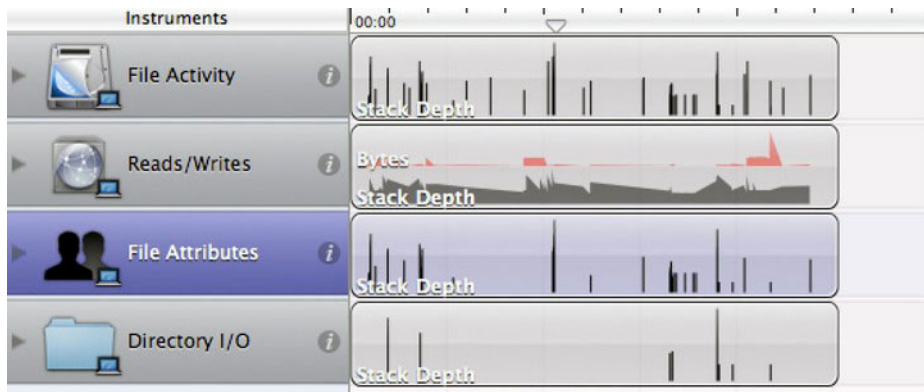 Instruments
00:00
File Activity
Stack Depth
Reads/Writes
Bytes
Stack Depth
File Attributes
Stack Depth
Directory I/O
Stack Depth